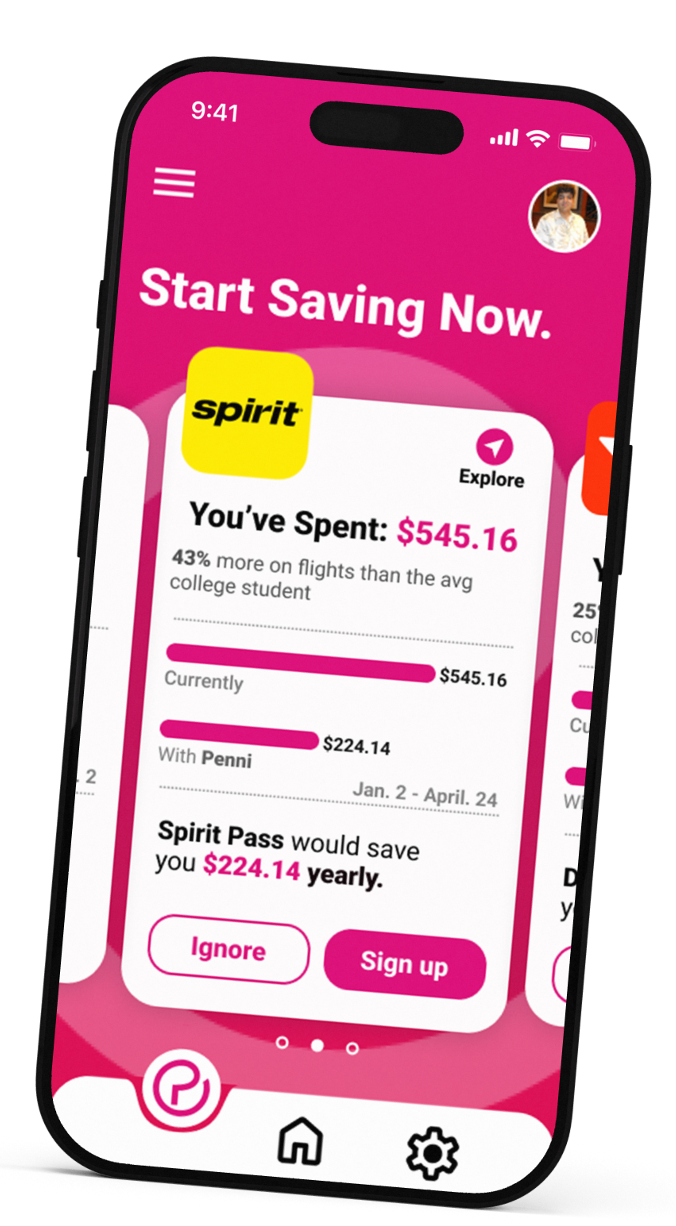 9:41
Start Saving Now.
spirit
Explore
You’ve Spent: $545.16
43% more on flights than the avg
college student
$545.16
Currently
$224.14
With Penni
Jan. 2 - April. 24
Spirit Pass would save
you $224.14 yearly.
Ignore
Sign up
. 2
Y
25
col
Cu
Wi
D
y